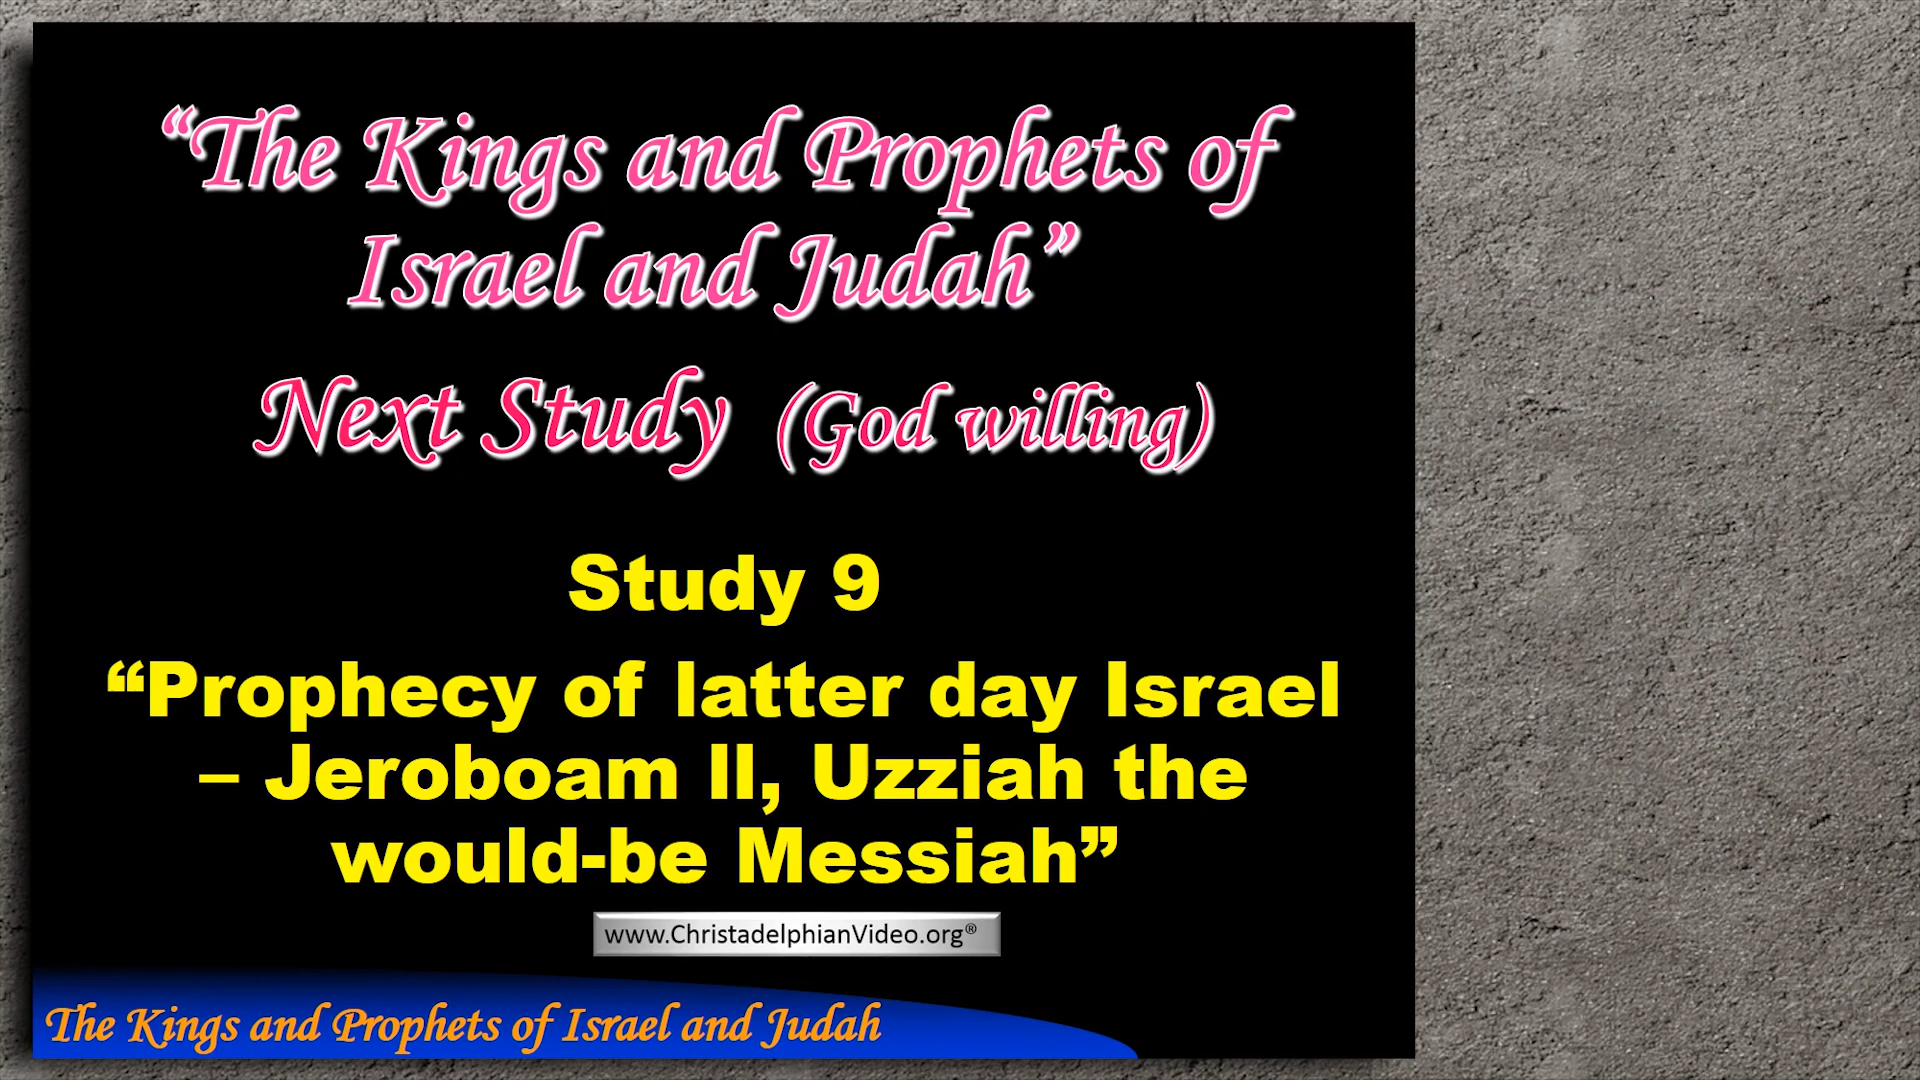 “The Kings and Prophets of
Israel and Judah”
Next Study (God willing)
Study 9
“Prophecy of latter day Israel
– Jeroboam II, Uzziah the
would-be Messiah”
www.ChristadelphianVideo.org®
The Kings and Prophets of Israel and Judah